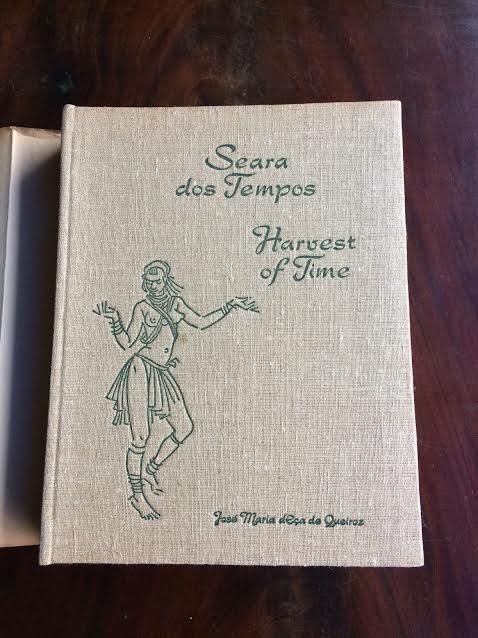 Seara
dos Tempos
Harvest
of Time
José Maria d'Eça de Queiroz